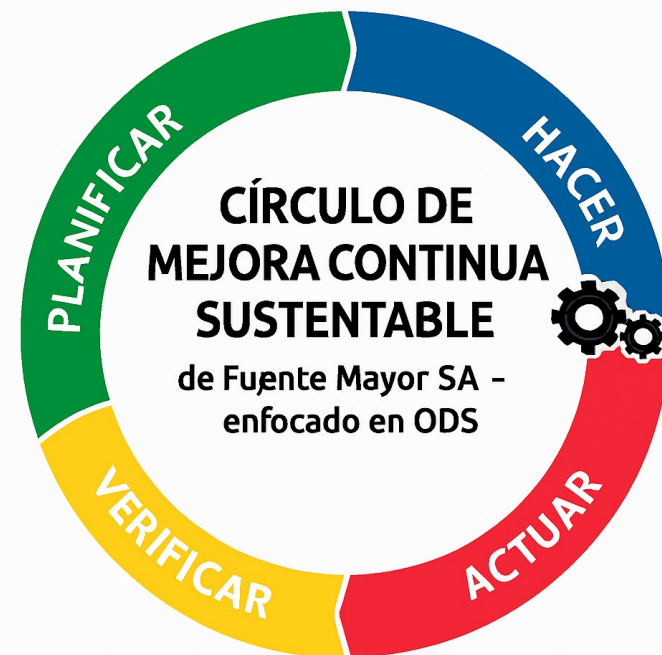 PLANIFICAR
HACER
CÍRCULO DE
MEJORA CONTINUA
SUSTENTABLE
de Fuente Mayor SA –
enfocado en ODS
VERIFICAR
ACTUAR